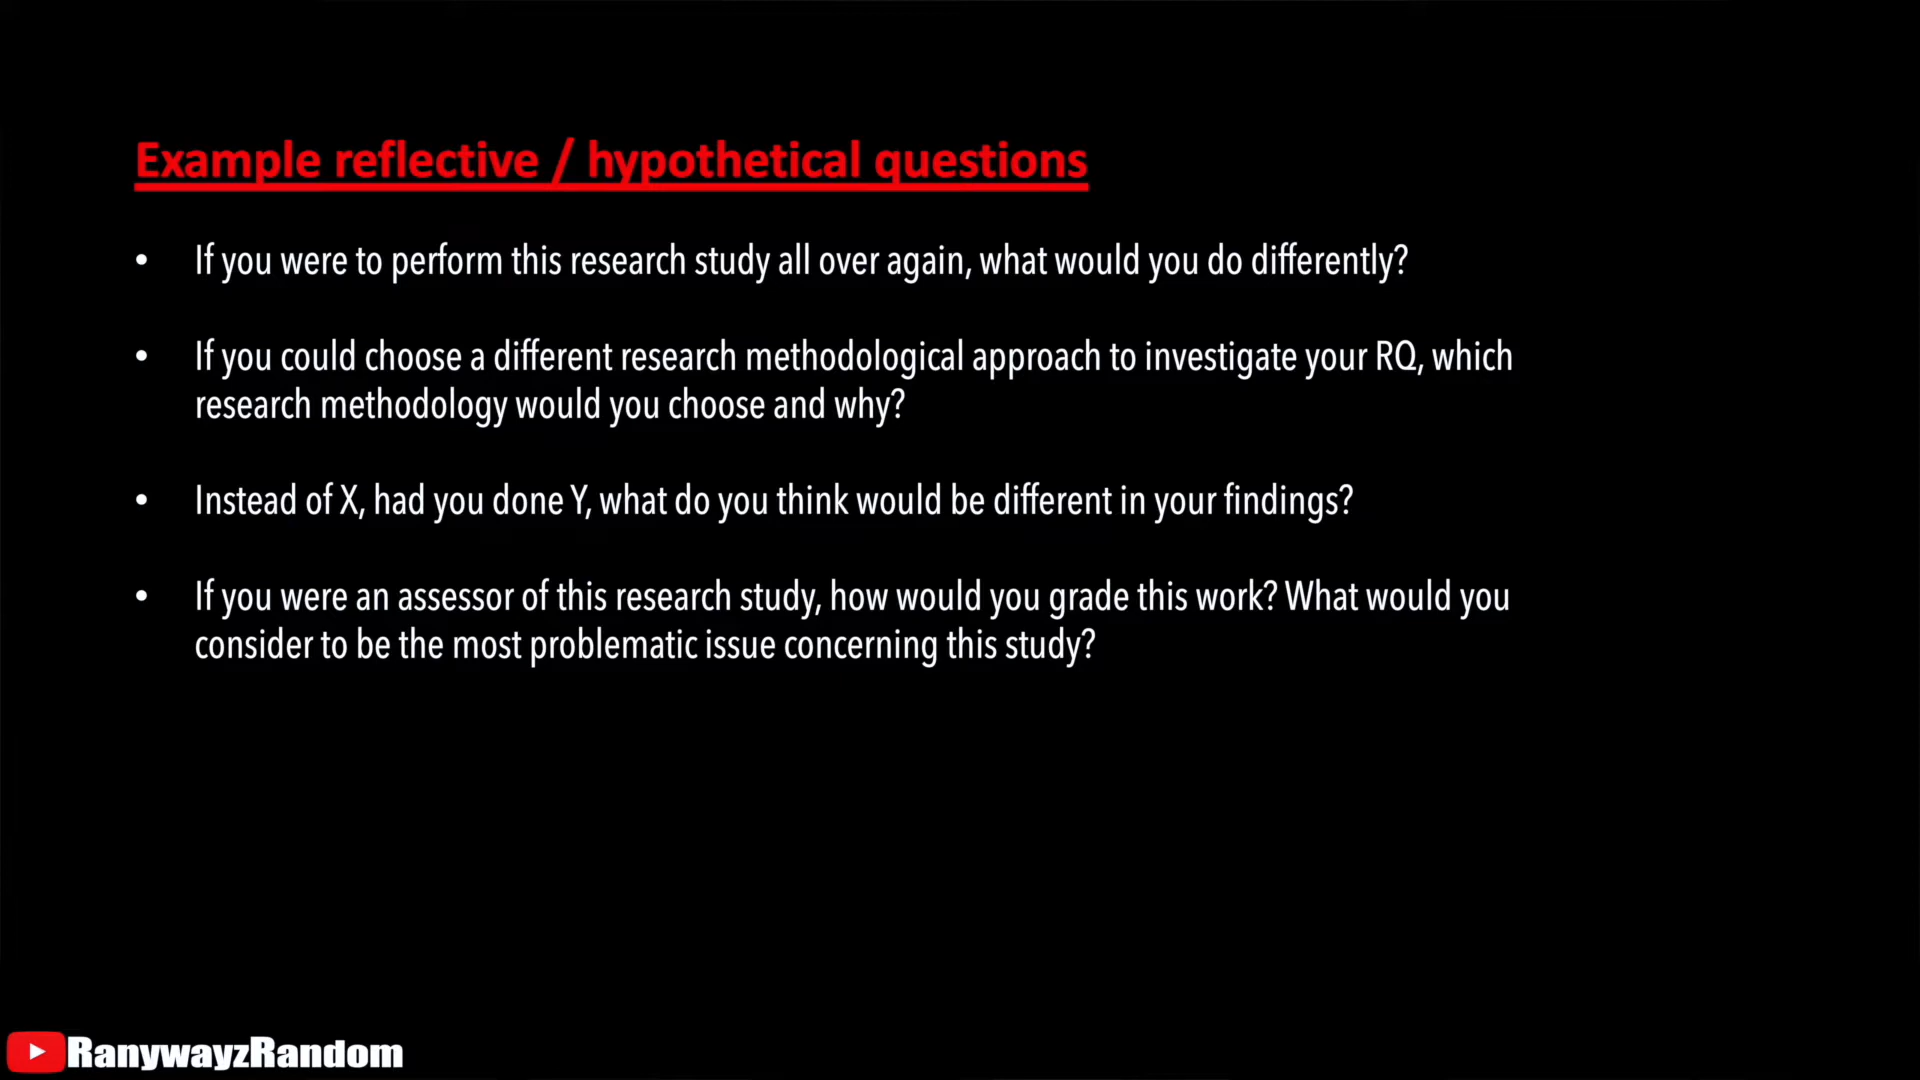 Example reflective / hypothetical questions
• If you were to perform this research study all over again, what would you do differently?
• If you could choose a different research methodological approach to investigate your RQ, which
research methodology would you choose and why?
• Instead of X, had you done Y, what do you think would be different in your findings?
• If you were an assessor of this research study, how would you grade this work? What would you
consider to be the most problematic issue concerning this study?
RanywayzRandom